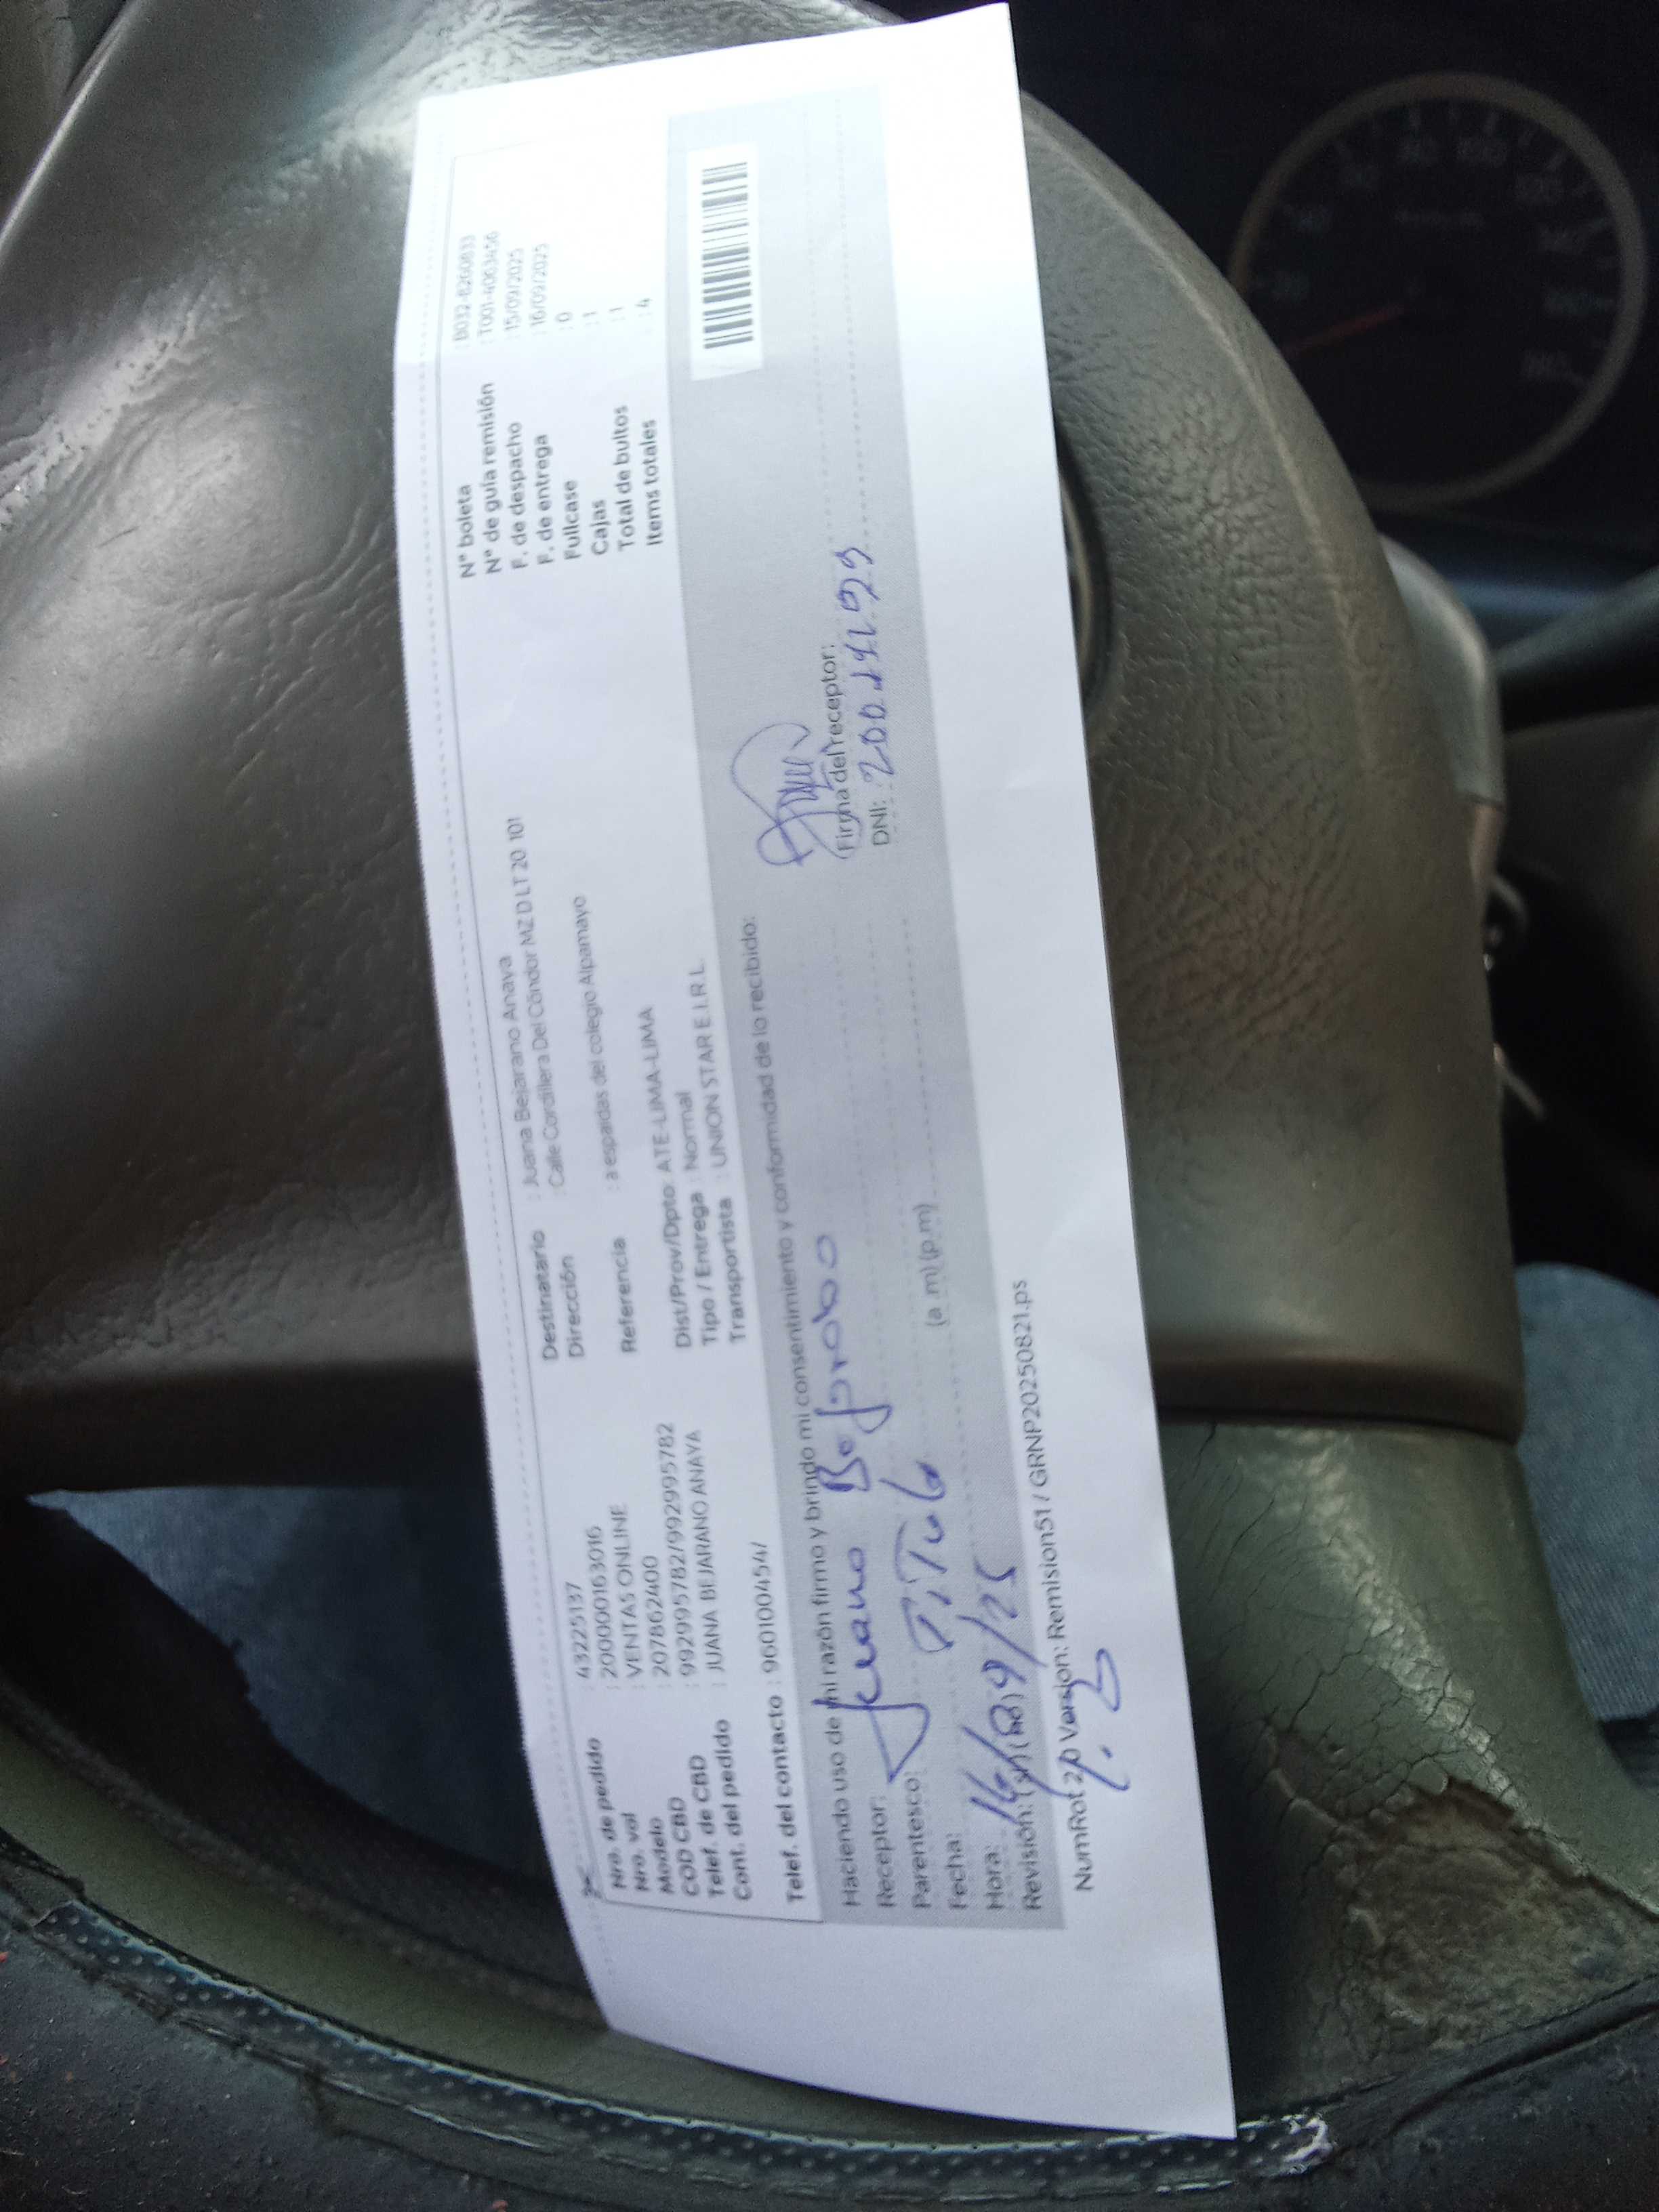 Nro. de pedido : 43225137
Nro. vol : 200000163016
Modelo : VENTAS ONLINE
COD CBD : 207862400
Telef. de CBD : 992995782/992995782
Cont. del pedido : JUANA BEJARANO ANAYA
Telef. del contacto : 960100454/
Destinatario : Juana Bejarano Anaya
Dirección : Calle Cordillera Del Cóndor MZ D LT 20 101
Referencia : a espaldas del colegio Alpamayo
Dist/Prov/Dpto: ATE-LIMA-LIMA
Tipo / Entrega : Normal
Transportista : UNION STAR E.I.R.L.
N° boleta : B032-8260833
N° de guía remisión : T001-4003456
F. de despacho : 15/09/2025
F. de entrega : 16/09/2025
Fullcase : 0
Cajas : 1
Total de bultos : 1
Items totales : 4
Haciendo uso de mi razón firmo y brindo mi consentimiento y conformidad de lo recibido:
Receptor: Juana Bejarano
Parentesco:
Fecha: 16/09/25
Hora: (a.m) (p.m)
Firma del receptor:
DNI:
Revisión:
NumRot 2.0 Version: Remision51 / GRNP20250821.ps